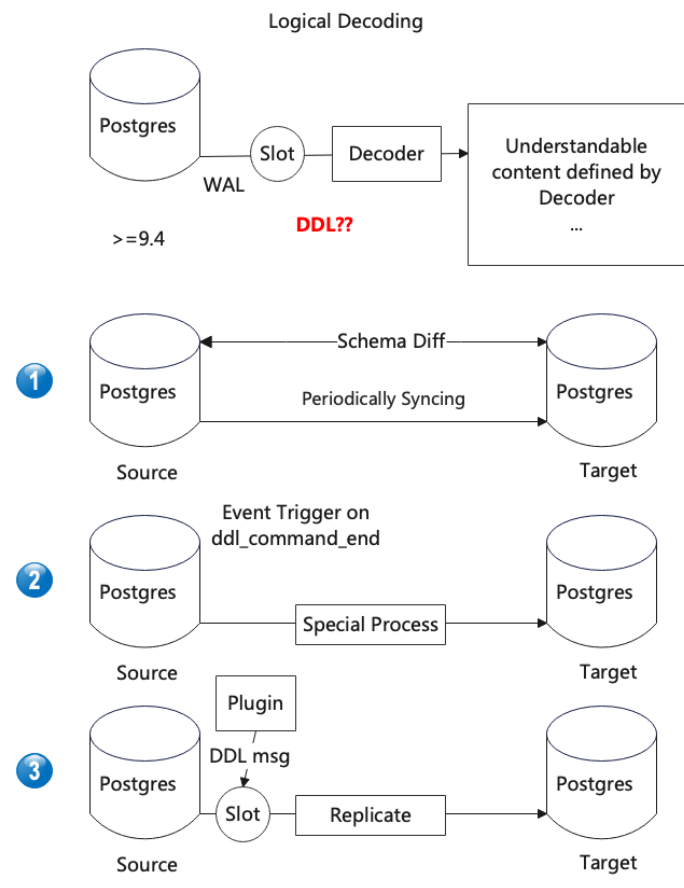 Logical Decoding
Postgres
Slot
Decoder
Understandable
content defined by
Decoder
...
WAL
DDL??
>=9.4
1
Schema Diff
Postgres
Periodically Syncing
Postgres
Source
Target
2
Event Trigger on
ddl_command_end
Postgres
Special Process
Postgres
Source
Target
3
Plugin
DDL msg
Postgres
Slot
Replicate
Postgres
Source
Target